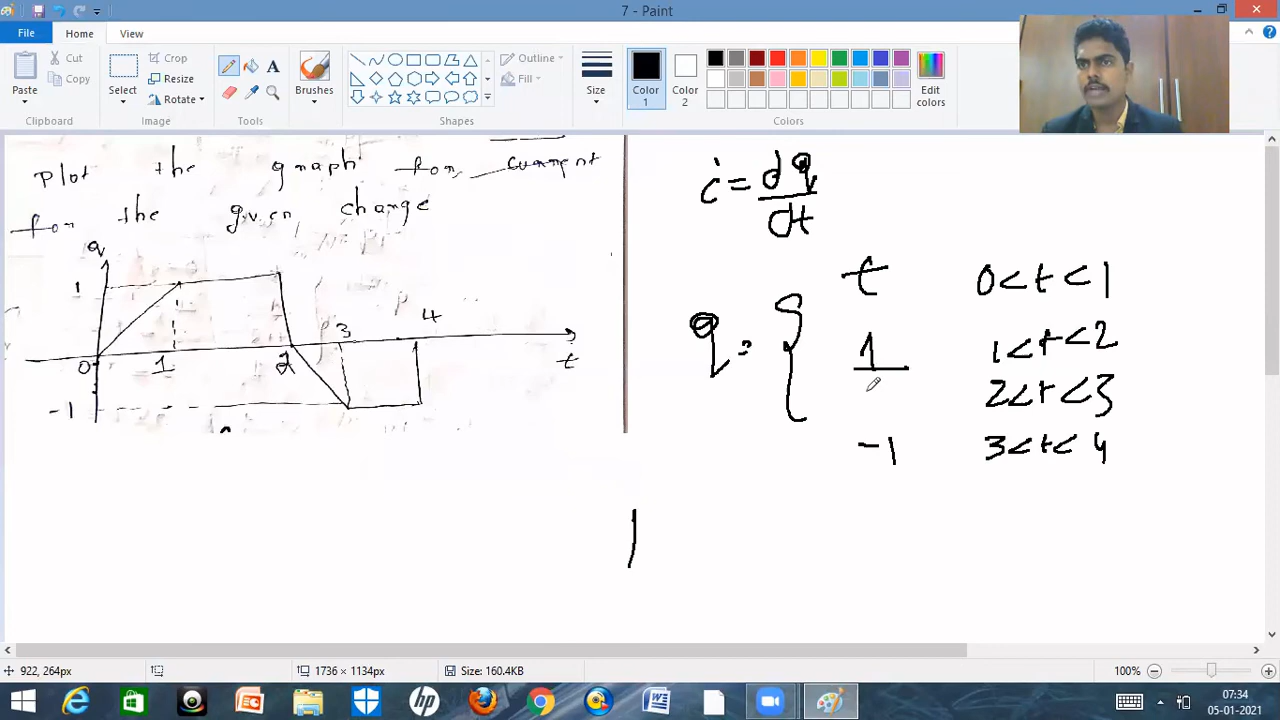 7 - Paint
File
Home
View
Paste
Cut
Copy
Clipboard
Select
Crop
Resize
Rotate
Image
Tools
Brushes
Shapes
Outline
Fill
Size
Color 1
Color 2
Edit colors
Colors
Plot the graph for current
for the given charge
q
1
0
-1
1
2
3
4
t
i = dq/dt
q = {
t 0<t<1
1 1<t<2
2<t<3
-1 3<t<4
922, 264px
1736 × 1134px
Size: 160.4KB
100%
07:34
05-01-2021